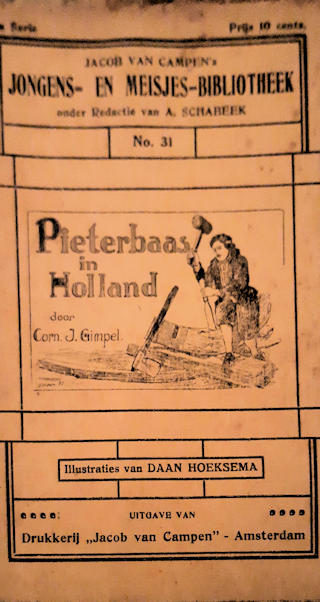 Serie Prijs 10 cents.
JACOB VAN CAMPEN's
JONGENS- EN MEISJES-BIBLIOTHEEK
onder Redactie van A. SCHABEEK
No. 31
Pieterbaas
in
Holland
door
Corn. J. Gimpel.
Illustraties van DAAN HOEKSEMA
UITGAVE VAN
Drukkerij „Jacob van Campen" - Amsterdam